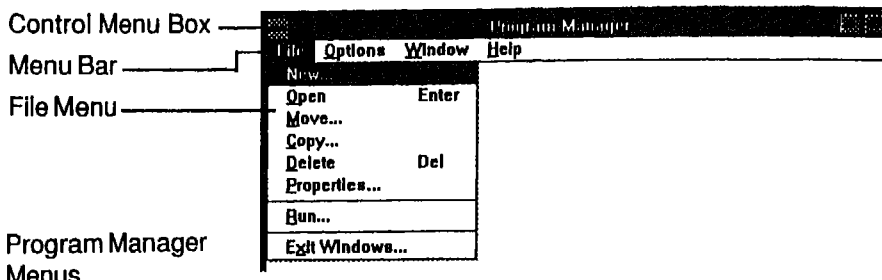 Control Menu Box
Program Manager
Menu Bar
File Options Window Help
File Menu
New...
Open Enter
Move...
Copy...
Delete Del
Properties...
Run...
Exit Windows...
Program Manager
Menus